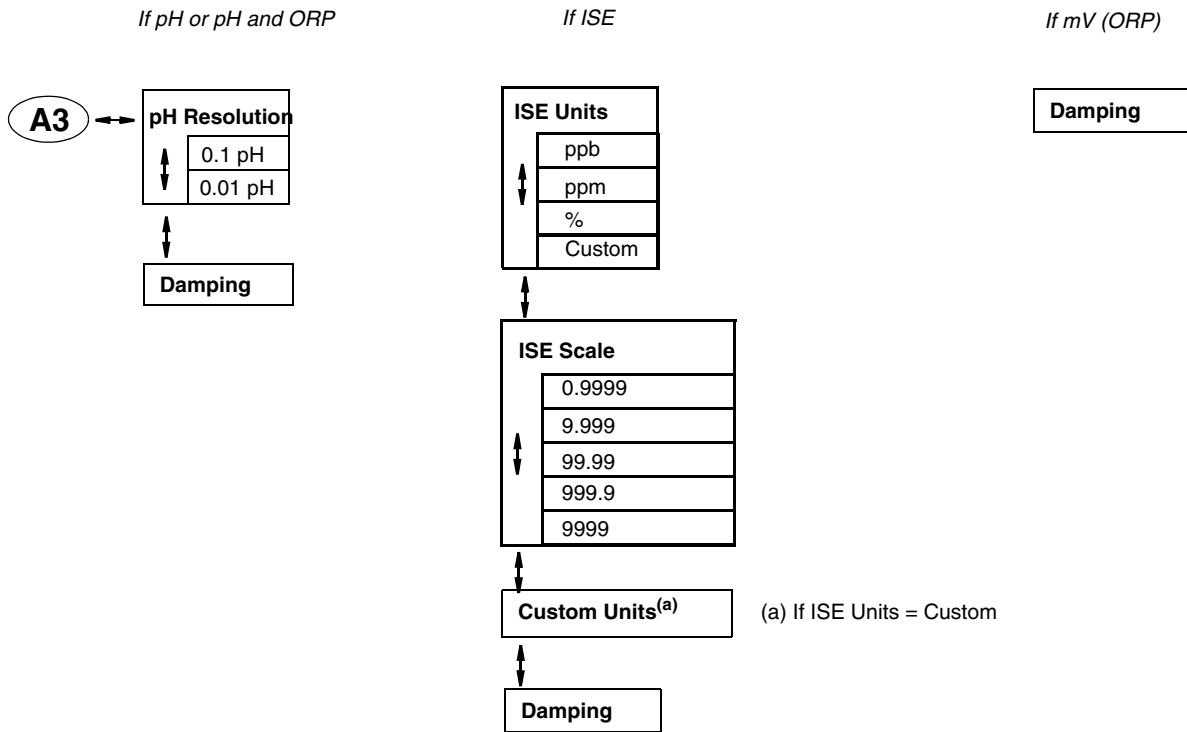 If pH or pH and ORP
If ISE
If mV (ORP)
A3
pH Resolution
0.1 pH
0.01 pH
Damping
ISE Units
ppb
ppm
%
Custom
ISE Scale
0.9999
9.999
99.99
999.9
9999
Custom Units(a)
(a) If ISE Units = Custom
Damping
Damping